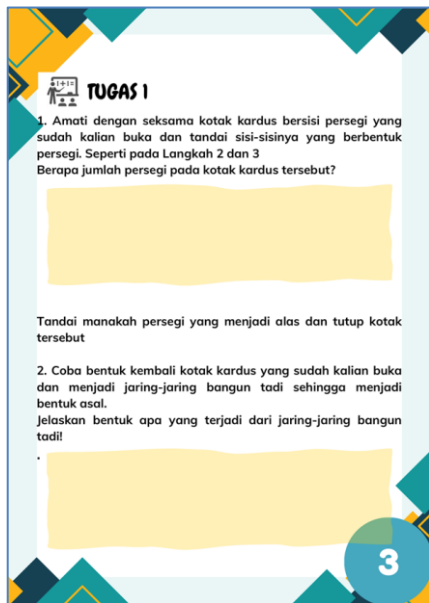 TUGAS 1
1. Amati dengan seksama kotak kardus bersisi persegi yang
sudah kalian buka dan tandai sisi-sisinya yang berbentuk
persegi. Seperti pada Langkah 2 dan 3
Berapa jumlah persegi pada kotak kardus tersebut?
Tandai manakah persegi yang menjadi alas dan tutup kotak
tersebut
2. Coba bentuk kembali kotak kardus yang sudah kalian buka
dan menjadi jaring-jaring bangun tadi sehingga menjadi
bentuk asal.
Jelaskan bentuk apa yang terjadi dari jaring-jaring bangun
tadi!
.
3